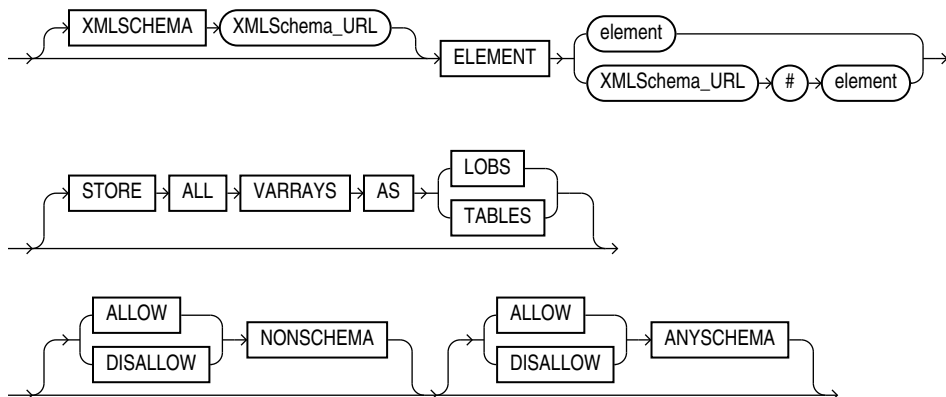 XMLSCHEMA XMLSchema_URL
ELEMENT element
XMLSchema_URL # element
STORE ALL VARRAYS AS LOBS
TABLES
ALLOW NONSCHEMA ALLOW ANYSCHEMA
DISALLOW DISALLOW